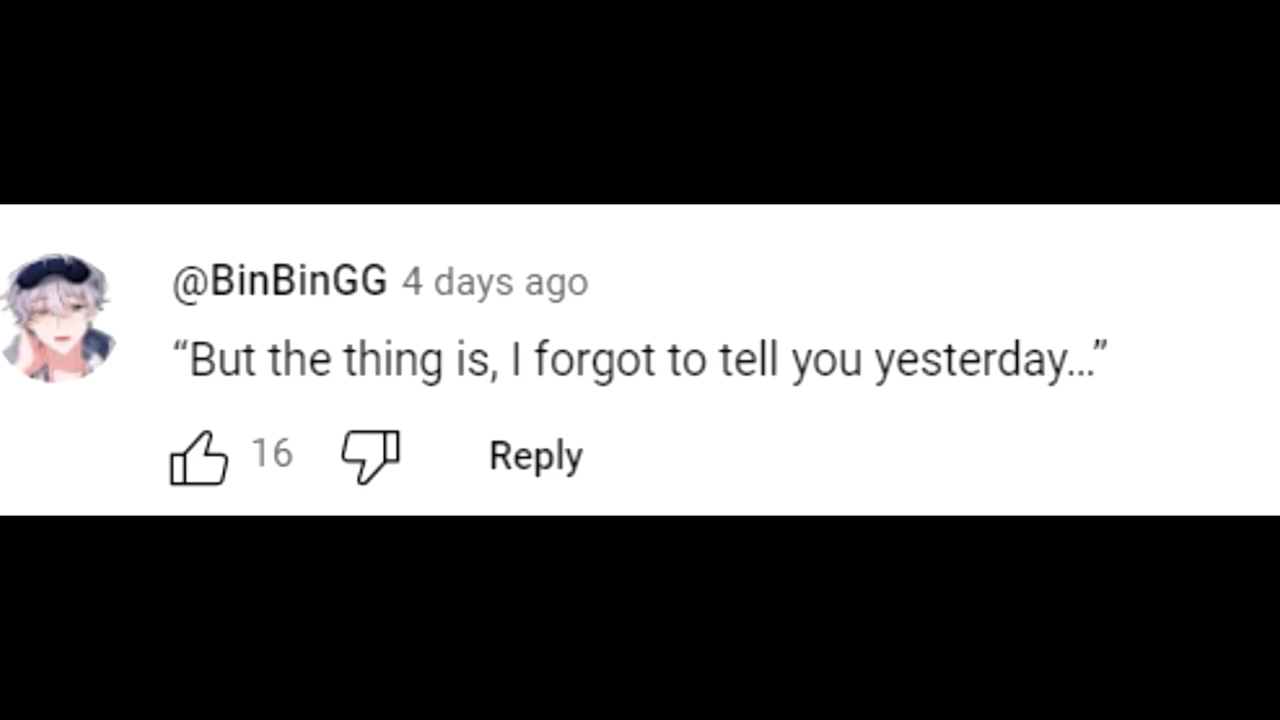 @BinBinGG 4 days ago
“But the thing is, I forgot to tell you yesterday...”
16 Reply